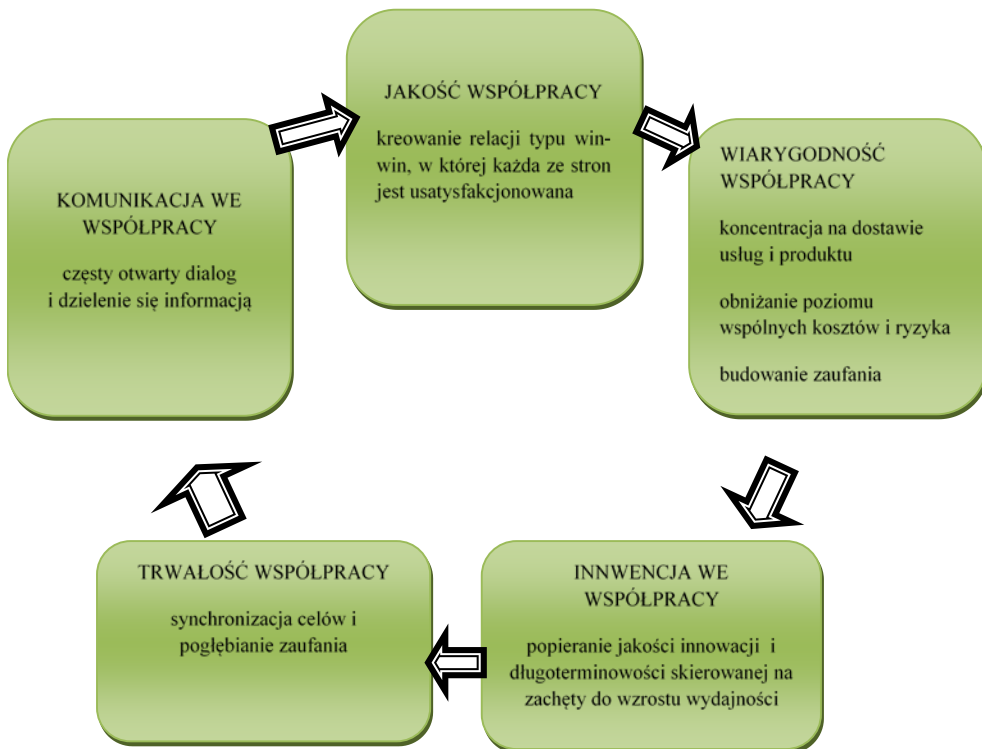 JAKOŚĆ WSPÓŁPRACY
kreowanie relacji typu win-
win, w której każda ze stron
jest usatysfakcjonowana
WIARYGODNOŚĆ
WSPÓŁPRACY
koncentracja na dostawie
usług i produktu
obniżanie poziomu
wspólnych kosztów i ryzyka
budowanie zaufania
INNWENCJA WE
WSPÓŁPRACY
popieranie jakości innowacji i
długoterminowości skierowanej na
zachęty do wzrostu wydajności
TRWAŁOŚĆ WSPÓŁPRACY
synchronizacja celów i
pogłębianie zaufania
KOMUNIKACJA WE
WSPÓŁPRACY
częsty otwarty dialog
i dzielenie się informacją